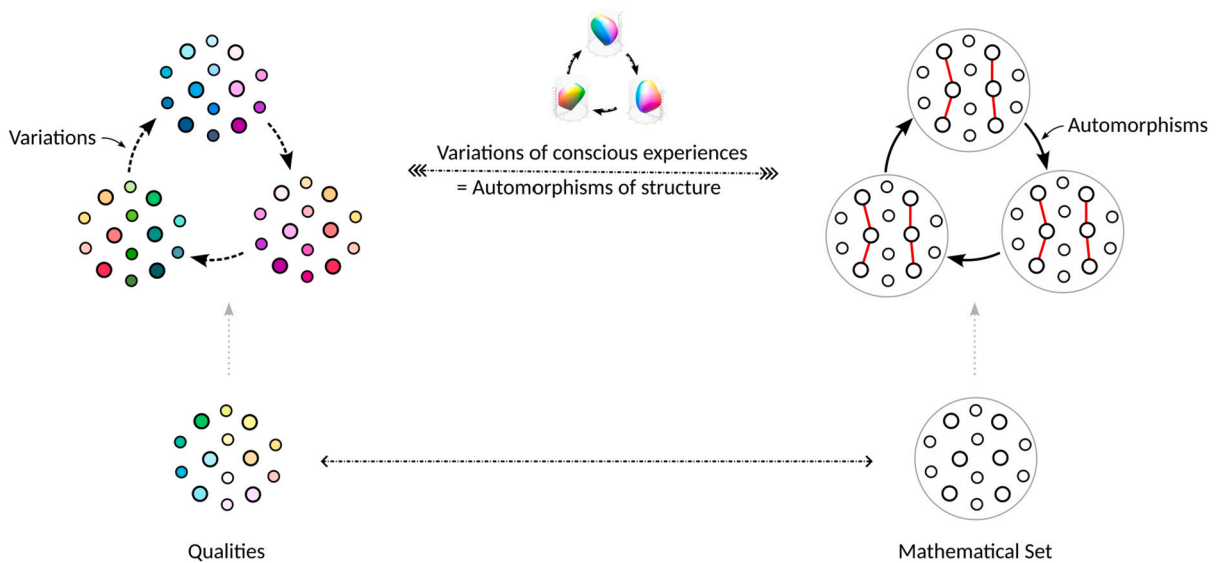 Variations
Variations of conscious experiences
= Automorphisms of structure
Automorphisms
Qualities
Mathematical Set